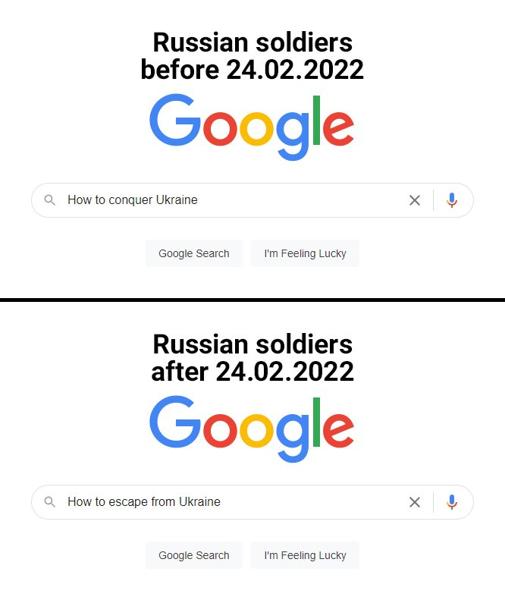 Russian soldiers
before 24.02.2022
Google
How to conquer Ukraine
Google Search
I'm Feeling Lucky
Russian soldiers
after 24.02.2022
Google
How to escape from Ukraine
Google Search
I'm Feeling Lucky